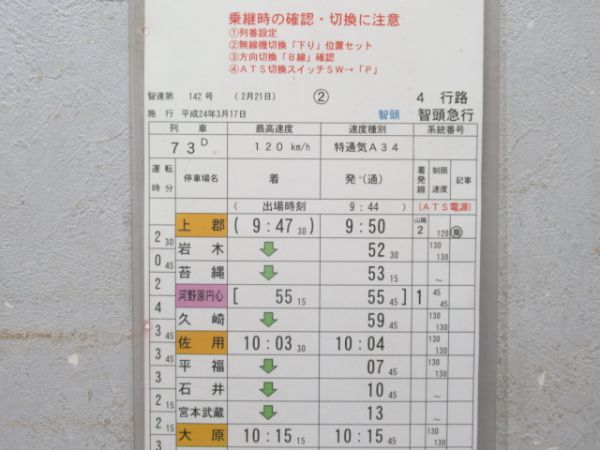 乗継時の確認・切換に注意
①列番設定
②無線機切換「下り」位置セット
③方向切換「B線」確認
④ATS切換スイッチSW→「P」
智運第 142号 (2月21日) ② 4 行路
施行 平成24年3月17日 智頭 智頭急行
列車 最高速度 速度種別 系統番号
73D 120 km/h 特通気A34
運転時分 停車場名 着 発(通) 着発線 制限速度 記事
( 出場時刻 9:44 ) (ATS電源)
上郡 (9:47 30) 9:50 山陽2 120
2 30
岩木 52 30 130 130
0 45
苔縄 53 15 ~
2
河野原円心 [ 55 15 55 45 ] 1 45 45
4
久崎 59 45 130 130
3 45
佐用 10:03 30 10:04 ~
3 45
平福 07 45 130 130
3
石井 10 45 ~
2 15
宮本武蔵 13 ~
2 15
大原 10:15 15 10:15 45 130 130